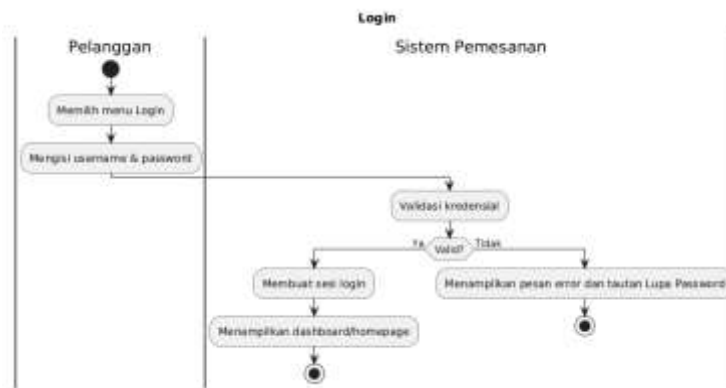 Login
Pelanggan
Sistem Pemesanan
Memilih menu Login
Mengisi username & password
Validasi kredensial
Ya
Valid?
Tidak
Membuat sesi login
Menampilkan pesan error dan tautan Lupa Password
Menampilkan dashboard/homepage